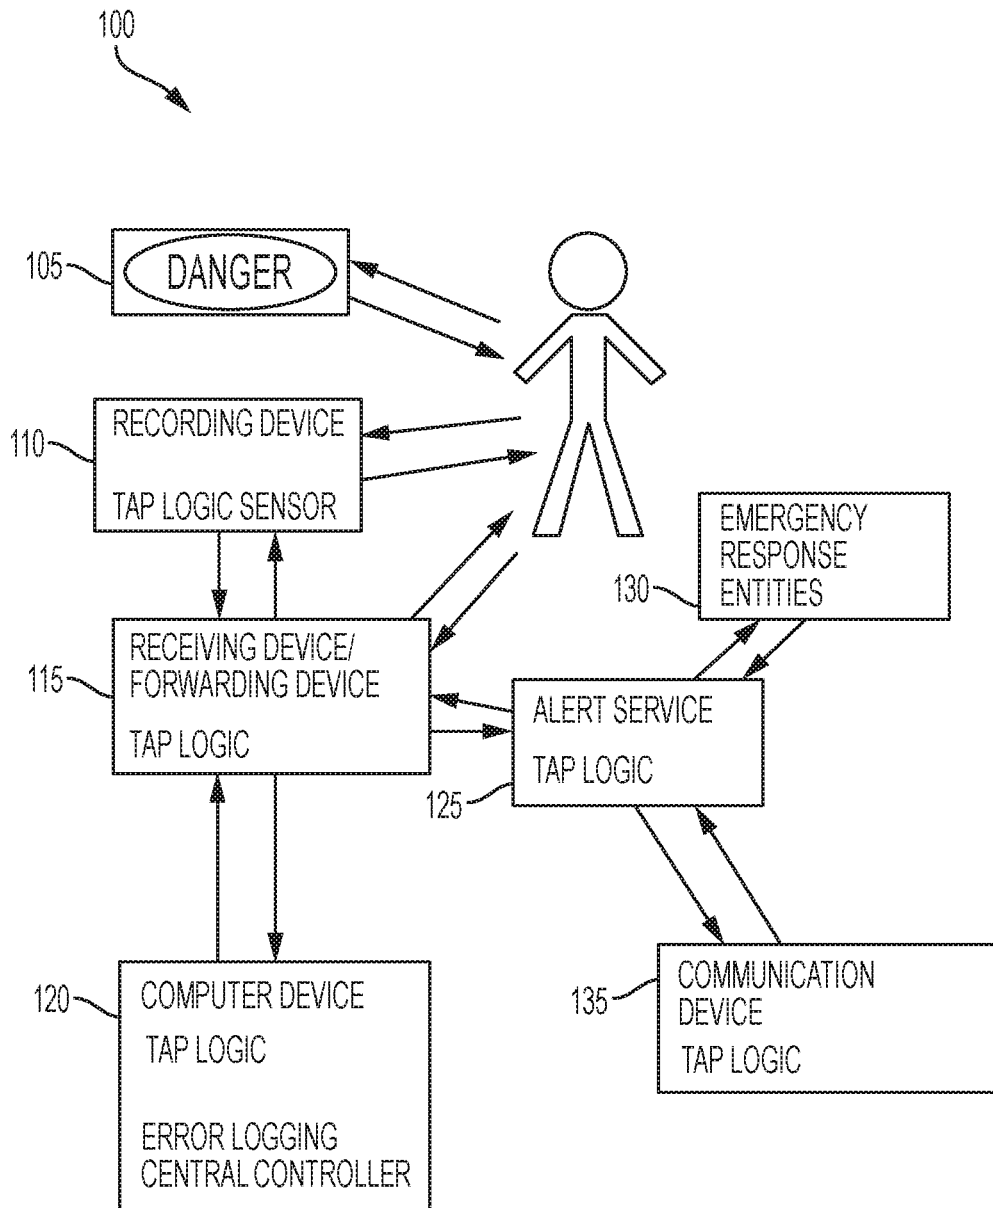 100
105
DANGER
110
RECORDING DEVICE
TAP LOGIC SENSOR
130
EMERGENCY
RESPONSE
ENTITIES
115
RECEIVING DEVICE/
FORWARDING DEVICE
TAP LOGIC
125
ALERT SERVICE
TAP LOGIC
120
COMPUTER DEVICE
TAP LOGIC
ERROR LOGGING
CENTRAL CONTROLLER
135
COMMUNICATION
DEVICE
TAP LOGIC